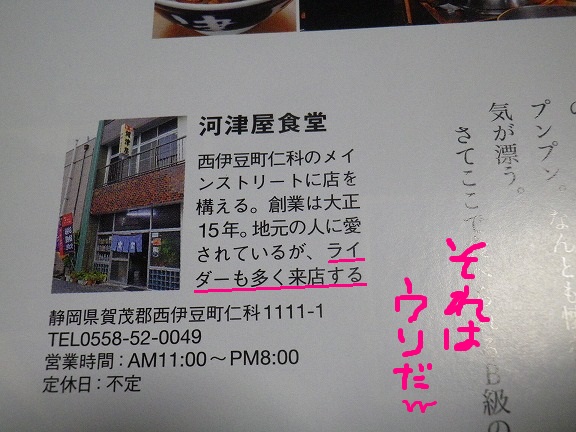 河津屋食堂
西伊豆町仁科のメイ
ンストリートに店を
構える。創業は大正
15年。地元の人に愛
されているが、ライ
ダーも多く来店する
静岡県賀茂郡西伊豆町仁科1111-1
TEL0558-52-0049
営業時間：AM11:00～PM8:00
定休日：不定
プンプン。なんとも
気が漂う。
さてここで
B級の
それは
ウリだ